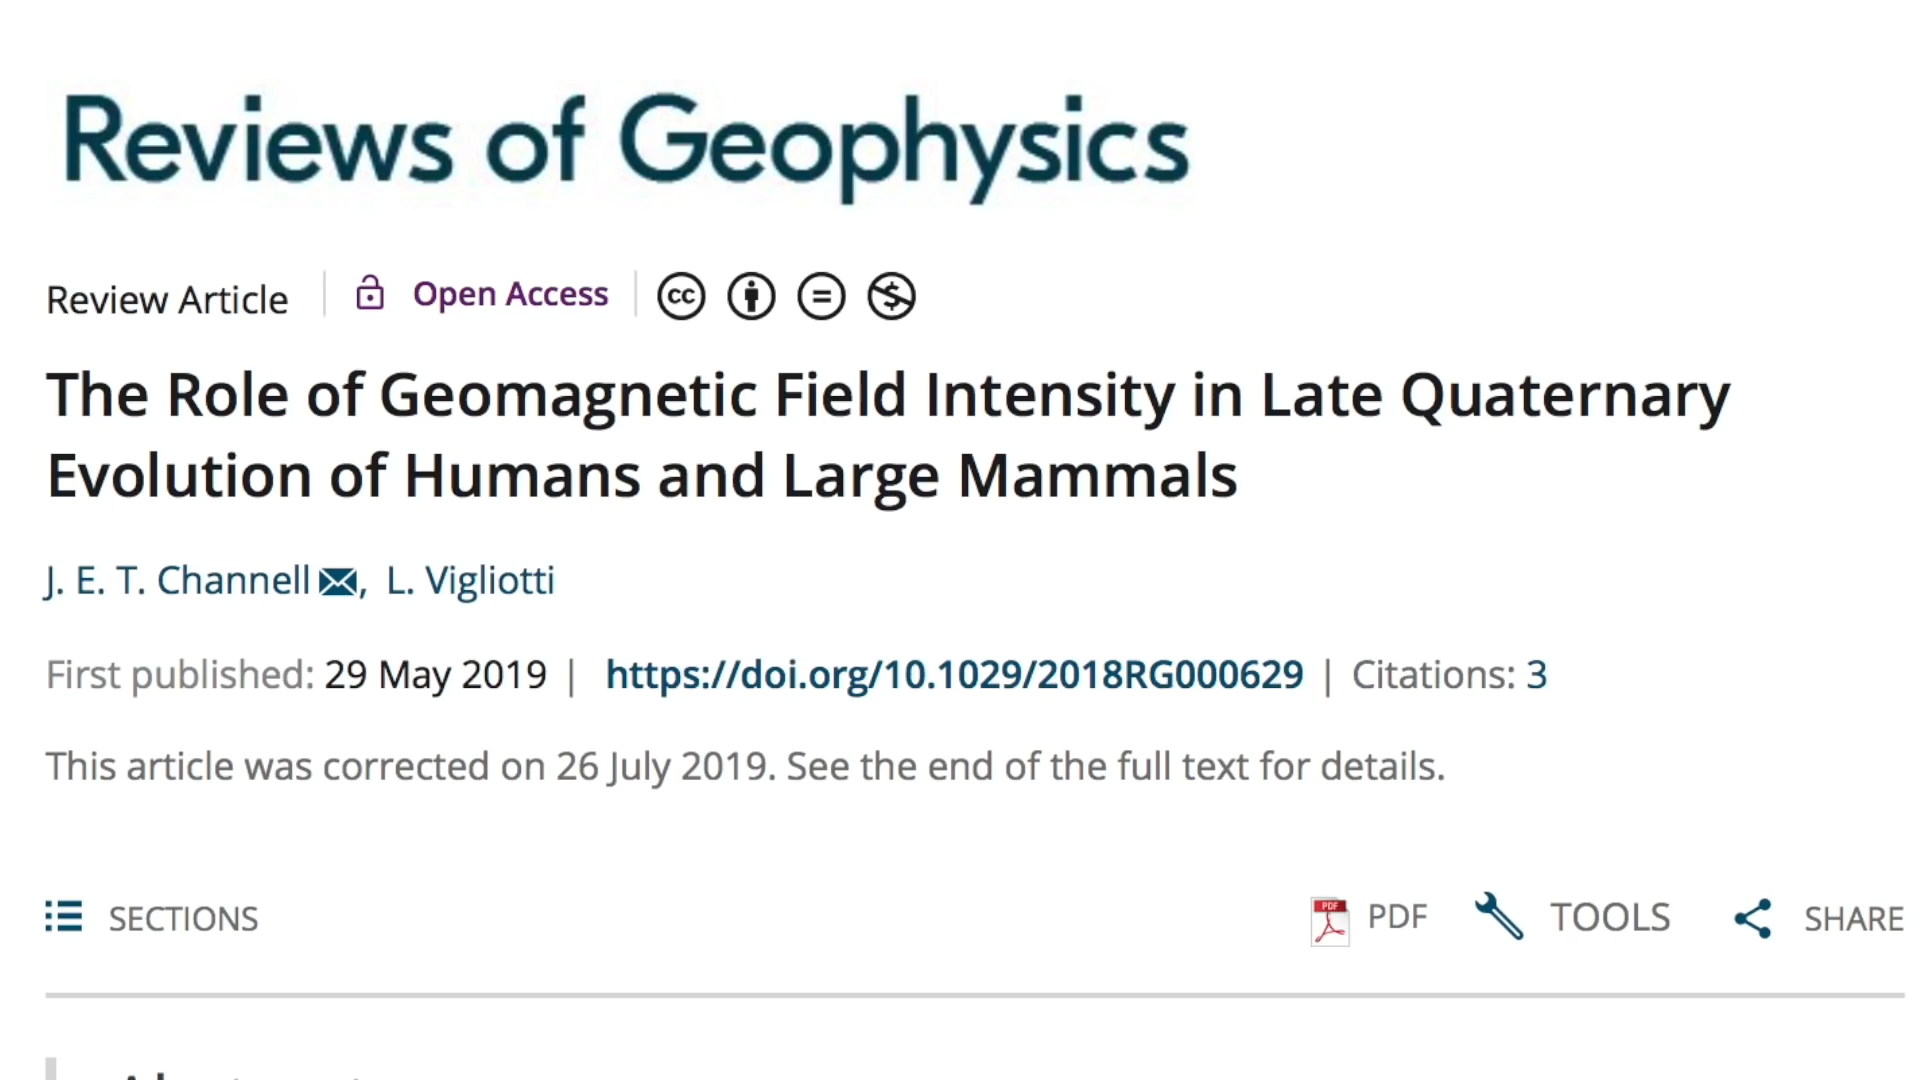 Reviews of Geophysics
Review Article | Open Access | cc
The Role of Geomagnetic Field Intensity in Late Quaternary
Evolution of Humans and Large Mammals
J. E. T. Channell, L. Vigliotti
First published: 29 May 2019 | https://doi.org/10.1029/2018RG000629 | Citations: 3
This article was corrected on 26 July 2019. See the end of the full text for details.
SECTIONS PDF PDF TOOLS SHARE